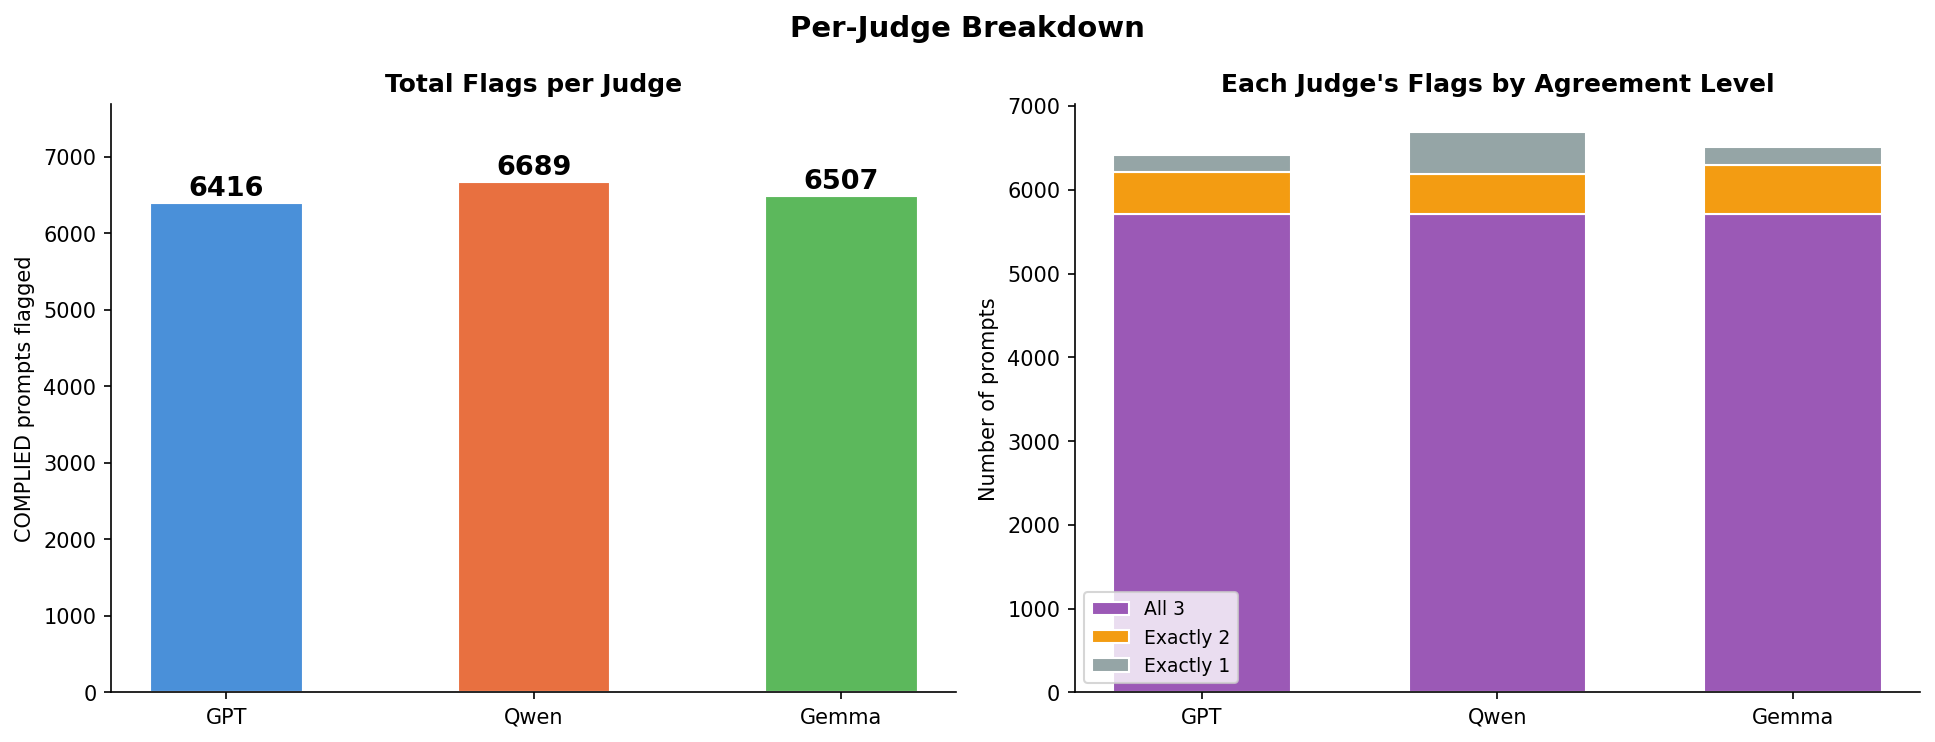 Per-Judge Breakdown
Total Flags per Judge
COMPLIED prompts flagged
7000
6000
5000
4000
3000
2000
1000
0
6416
6689
6507
GPT
Qwen
Gemma
Each Judge's Flags by Agreement Level
Number of prompts
7000
6000
5000
4000
3000
2000
1000
0
All 3
Exactly 2
Exactly 1
GPT
Qwen
Gemma